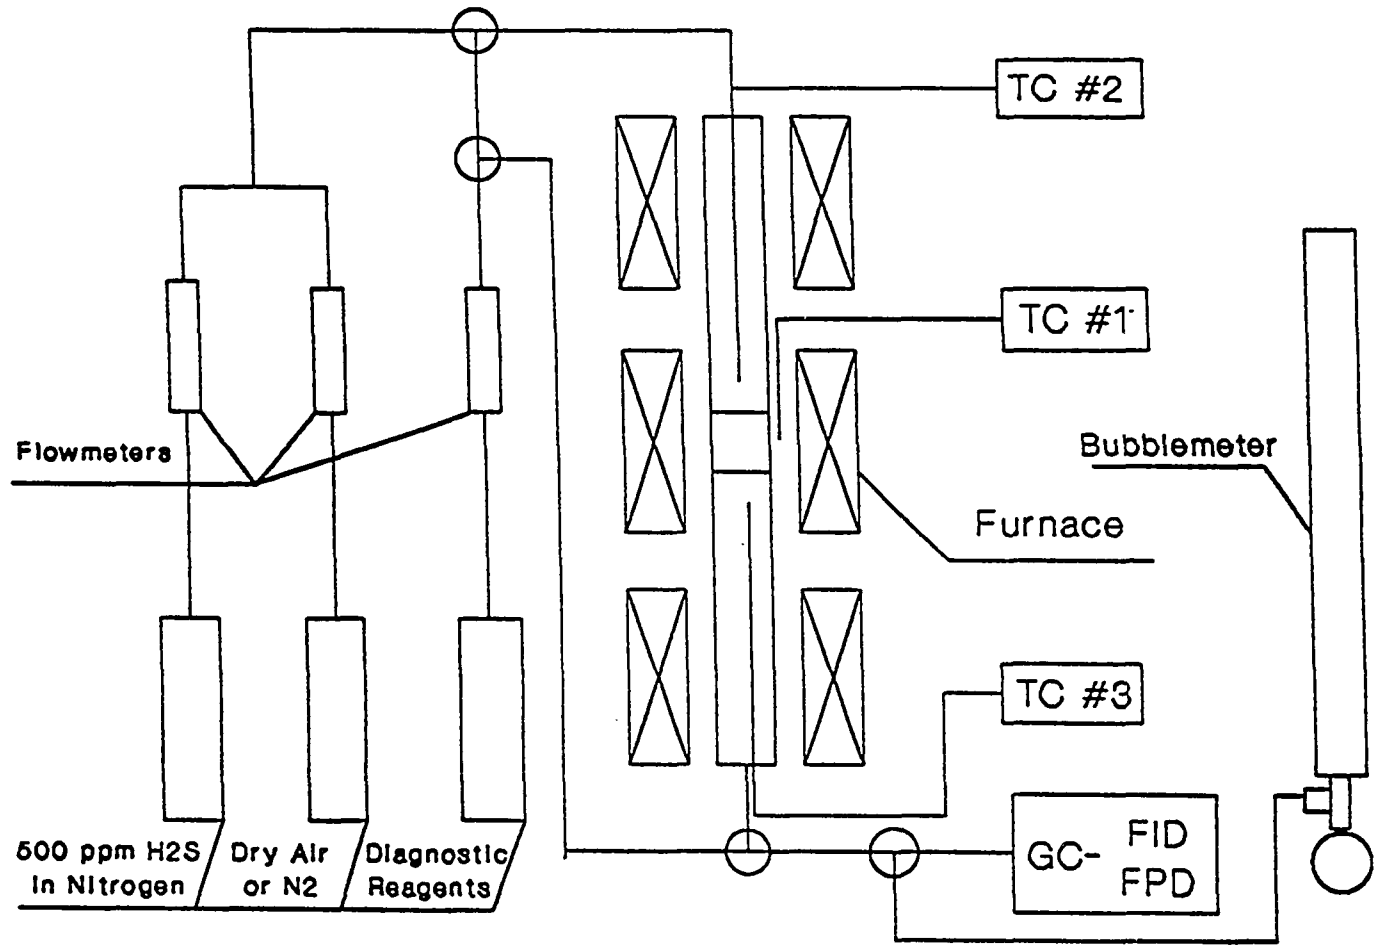 TC #2
TC #1
Flowmeters
Bubblemeter
Furnace
TC #3
500 ppm H2S
in Nitrogen
Dry Air
or N2
Diagnostic
Reagents
GC-
FID
FPD